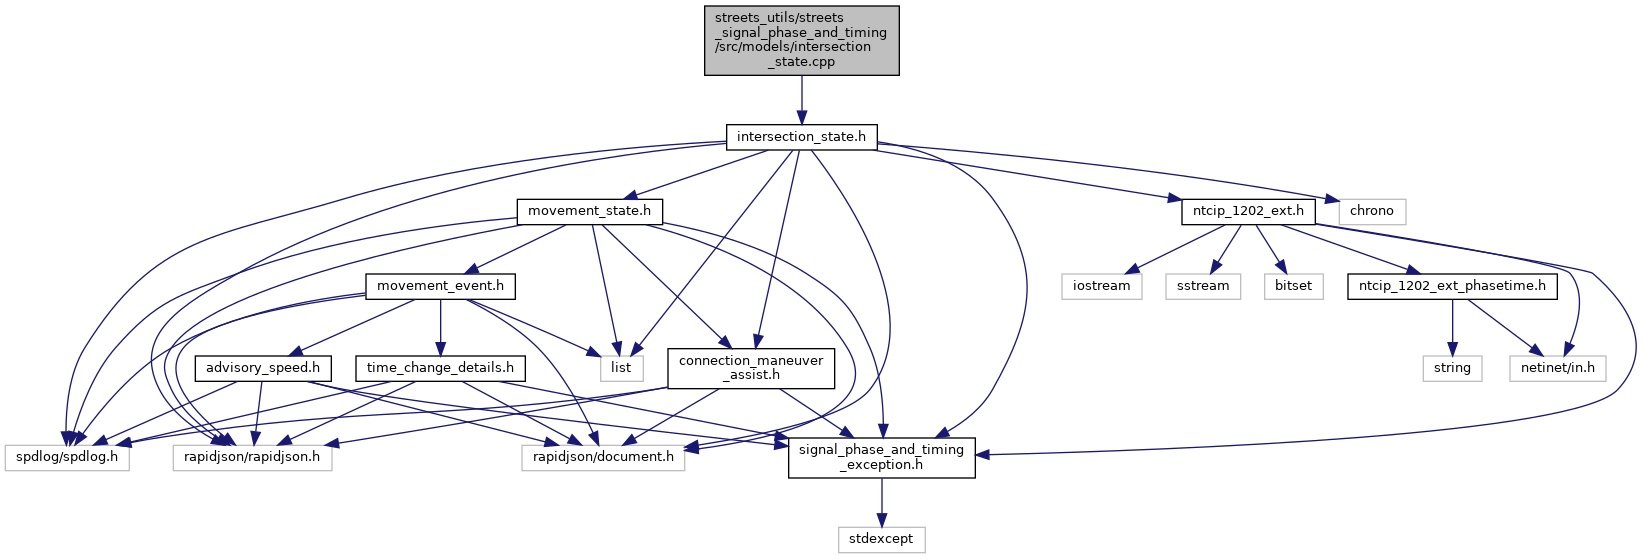 streets_utils/streets
_signal_phase_and_timing
/src/models/intersection
_state.cpp
intersection_state.h
movement_state.h
ntcip_1202_ext.h
chrono
movement_event.h
iostream
sstream
bitset
ntcip_1202_ext_phasetime.h
advisory_speed.h
time_change_details.h
list
connection_maneuver
_assist.h
string
netinet/in.h
spdlog/spdlog.h
rapidjson/rapidjson.h
rapidjson/document.h
signal_phase_and_timing
_exception.h
stdexcept